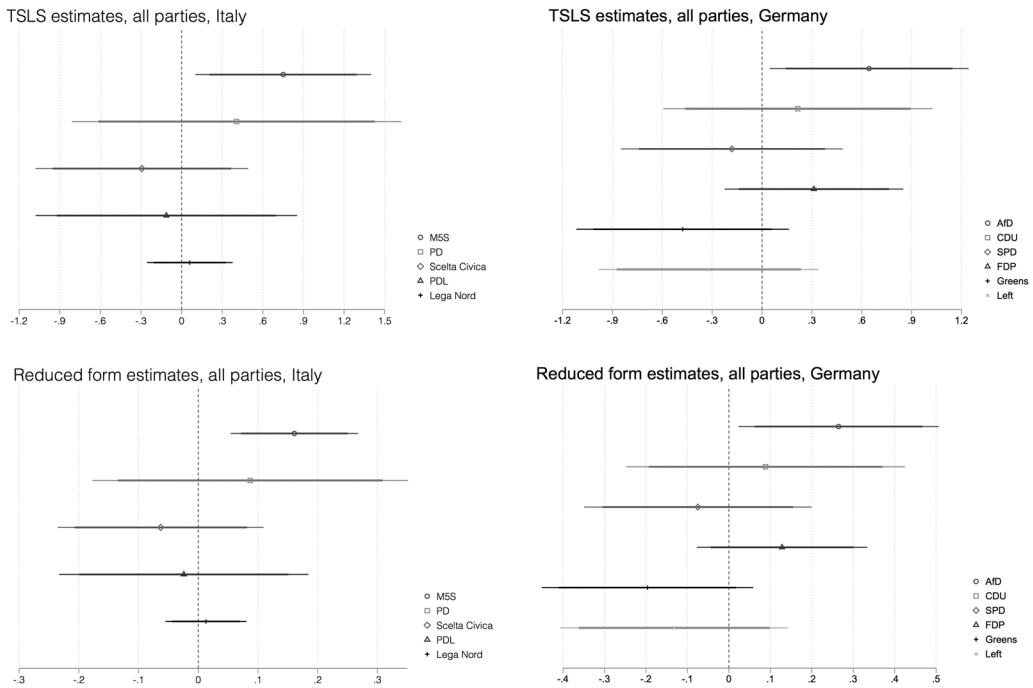 TSLS estimates, all parties, Italy
M5S
PD
Scelta Civica
PDL
Lega Nord
-1.2 -.9 -.6 -.3 0 .3 .6 .9 1.2 1.5
TSLS estimates, all parties, Germany
AfD
CDU
SPD
FDP
Greens
Left
-1.2 -.9 -.6 -.3 0 .3 .6 .9 1.2
Reduced form estimates, all parties, Italy
M5S
PD
Scelta Civica
PDL
Lega Nord
-.3 -.2 -.1 0 .1 .2 .3
Reduced form estimates, all parties, Germany
AfD
CDU
SPD
FDP
Greens
Left
-.4 -.3 -.2 -.1 0 .1 .2 .3 .4 .5